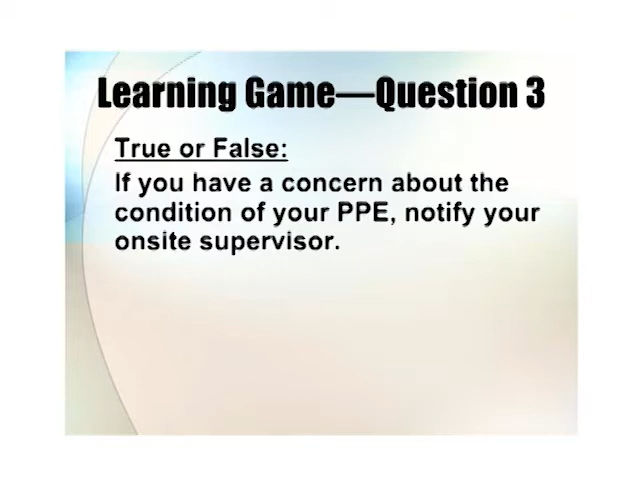 Learning Game—Question 3
True or False:
If you have a concern about the
condition of your PPE, notify your
onsite supervisor.